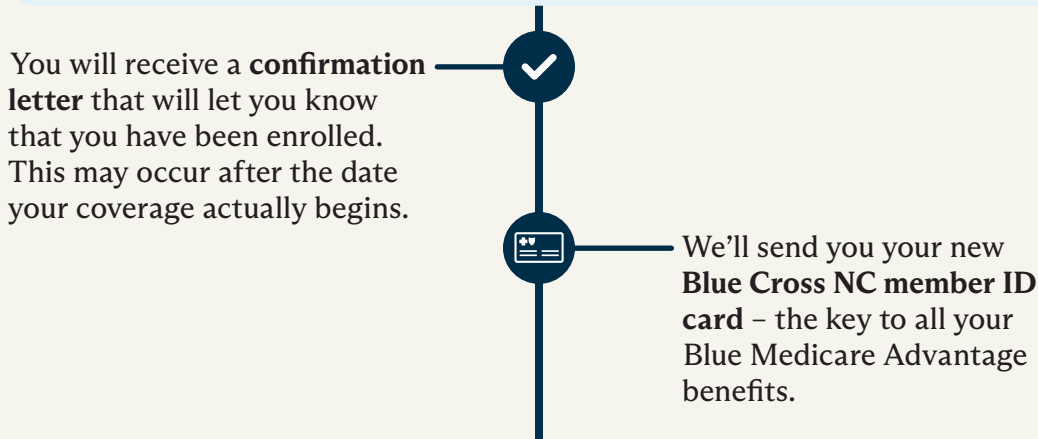 You will receive a confirmation
letter that will let you know
that you have been enrolled.
This may occur after the date
your coverage actually begins.
We’ll send you your new
Blue Cross NC member ID
card – the key to all your
Blue Medicare Advantage
benefits.